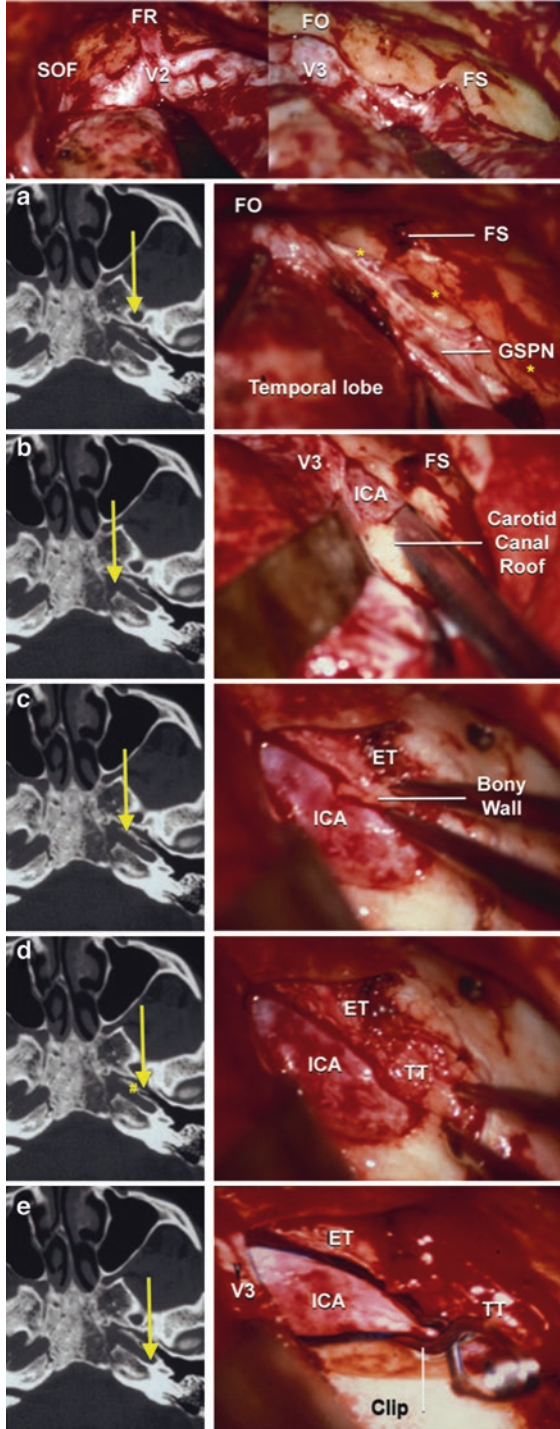 FR
SOF
V2
FO
V3
FS
a
FO
FS
*
*
GSPN
*
Temporal lobe
b
V3
FS
ICA
Carotid
Canal
Roof
c
ET
Bony
Wall
ICA
d
#
ET
ICA
TT
e
ET
V3
ICA
TT
Clip